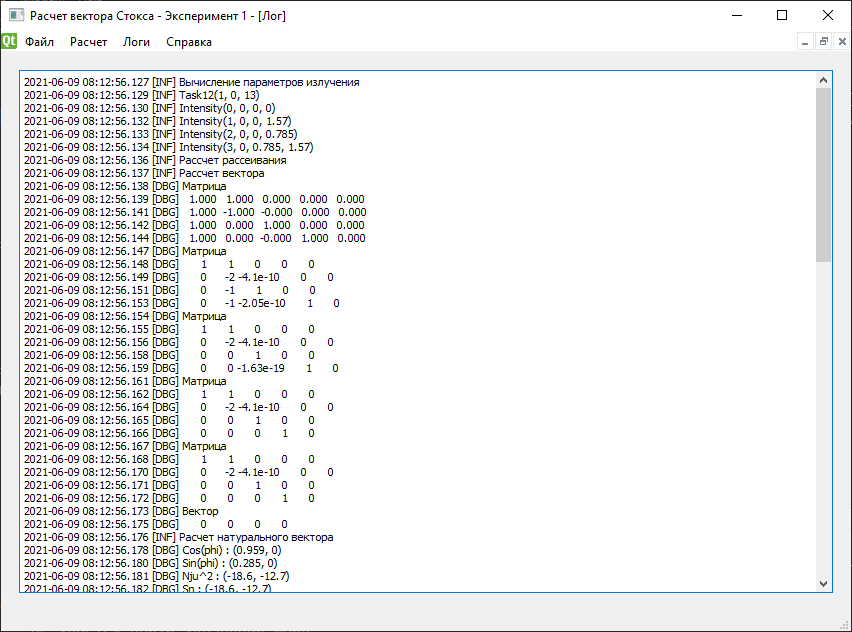 Расчет вектора Стокса - Эксперимент 1 - [Лог]
Qt Файл Расчет Логи Справка
2021-06-09 08:12:56.127 [INF] Вычисление параметров излучения
2021-06-09 08:12:56.129 [INF] Task12(1, 0, 13)
2021-06-09 08:12:56.130 [INF] Intensity(0, 0, 0, 0)
2021-06-09 08:12:56.132 [INF] Intensity(1, 0, 0, 1.57)
2021-06-09 08:12:56.133 [INF] Intensity(2, 0, 0, 0.785)
2021-06-09 08:12:56.134 [INF] Intensity(3, 0, 0.785, 1.57)
2021-06-09 08:12:56.136 [INF] Рассчет рассеивания
2021-06-09 08:12:56.137 [INF] Рассчет вектора
2021-06-09 08:12:56.138 [DBG] Матрица
2021-06-09 08:12:56.139 [DBG] 1.000 1.000 0.000 0.000 0.000
2021-06-09 08:12:56.141 [DBG] 1.000 -1.000 -0.000 0.000 0.000
2021-06-09 08:12:56.142 [DBG] 1.000 0.000 1.000 0.000 0.000
2021-06-09 08:12:56.144 [DBG] 1.000 0.000 -0.000 1.000 0.000
2021-06-09 08:12:56.147 [DBG] Матрица
2021-06-09 08:12:56.148 [DBG] 1 1 0 0 0
2021-06-09 08:12:56.149 [DBG] 0 -2 -4.1e-10 0 0
2021-06-09 08:12:56.151 [DBG] 0 -1 1 0 0
2021-06-09 08:12:56.153 [DBG] 0 -1 -2.05e-10 1 0
2021-06-09 08:12:56.154 [DBG] Матрица
2021-06-09 08:12:56.155 [DBG] 1 1 0 0 0
2021-06-09 08:12:56.156 [DBG] 0 -2 -4.1e-10 0 0
2021-06-09 08:12:56.158 [DBG] 0 0 1 0 0
2021-06-09 08:12:56.159 [DBG] 0 0 -1.63e-19 1 0
2021-06-09 08:12:56.161 [DBG] Матрица
2021-06-09 08:12:56.162 [DBG] 1 1 0 0 0
2021-06-09 08:12:56.164 [DBG] 0 -2 -4.1e-10 0 0
2021-06-09 08:12:56.165 [DBG] 0 0 1 0 0
2021-06-09 08:12:56.166 [DBG] 0 0 0 1 0
2021-06-09 08:12:56.167 [DBG] Матрица
2021-06-09 08:12:56.168 [DBG] 1 1 0 0 0
2021-06-09 08:12:56.170 [DBG] 0 -2 -4.1e-10 0 0
2021-06-09 08:12:56.171 [DBG] 0 0 1 0 0
2021-06-09 08:12:56.172 [DBG] 0 0 0 1 0
2021-06-09 08:12:56.173 [DBG] Вектор
2021-06-09 08:12:56.175 [DBG] 0 0 0 0
2021-06-09 08:12:56.176 [INF] Расчет натурального вектора
2021-06-09 08:12:56.178 [DBG] Cos(phi) : (0.959, 0)
2021-06-09 08:12:56.180 [DBG] Sin(phi) : (0.285, 0)
2021-06-09 08:12:56.181 [DBG] Nju^2 : (-18.6, -12.7)
2021-06-09 08:12:56.182 [DBG] Sn : (-18.6, -12.7)